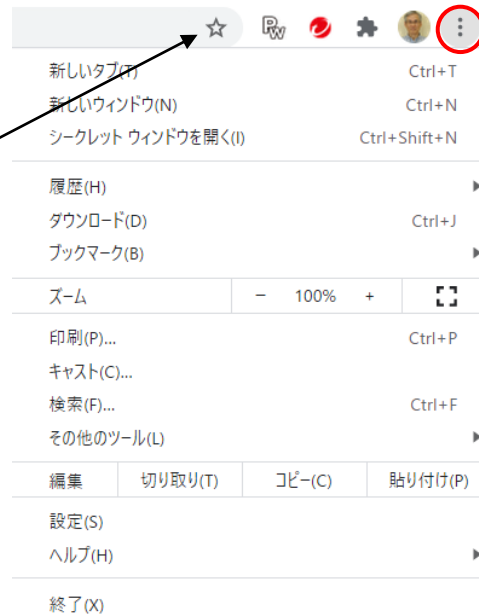 RW
新しいタブ(T) Ctrl+T
新しいウィンドウ(N) Ctrl+N
シークレット ウィンドウを開く(I) Ctrl+Shift+N
履歴(H)
ダウンロード(D) Ctrl+J
ブックマーク(B)
ズーム - 100% +
印刷(P)... Ctrl+P
キャスト(C)...
検索(F)... Ctrl+F
その他のツール(L)
編集 切り取り(T) コピー(C) 貼り付け(P)
設定(S)
ヘルプ(H)
終了(X)